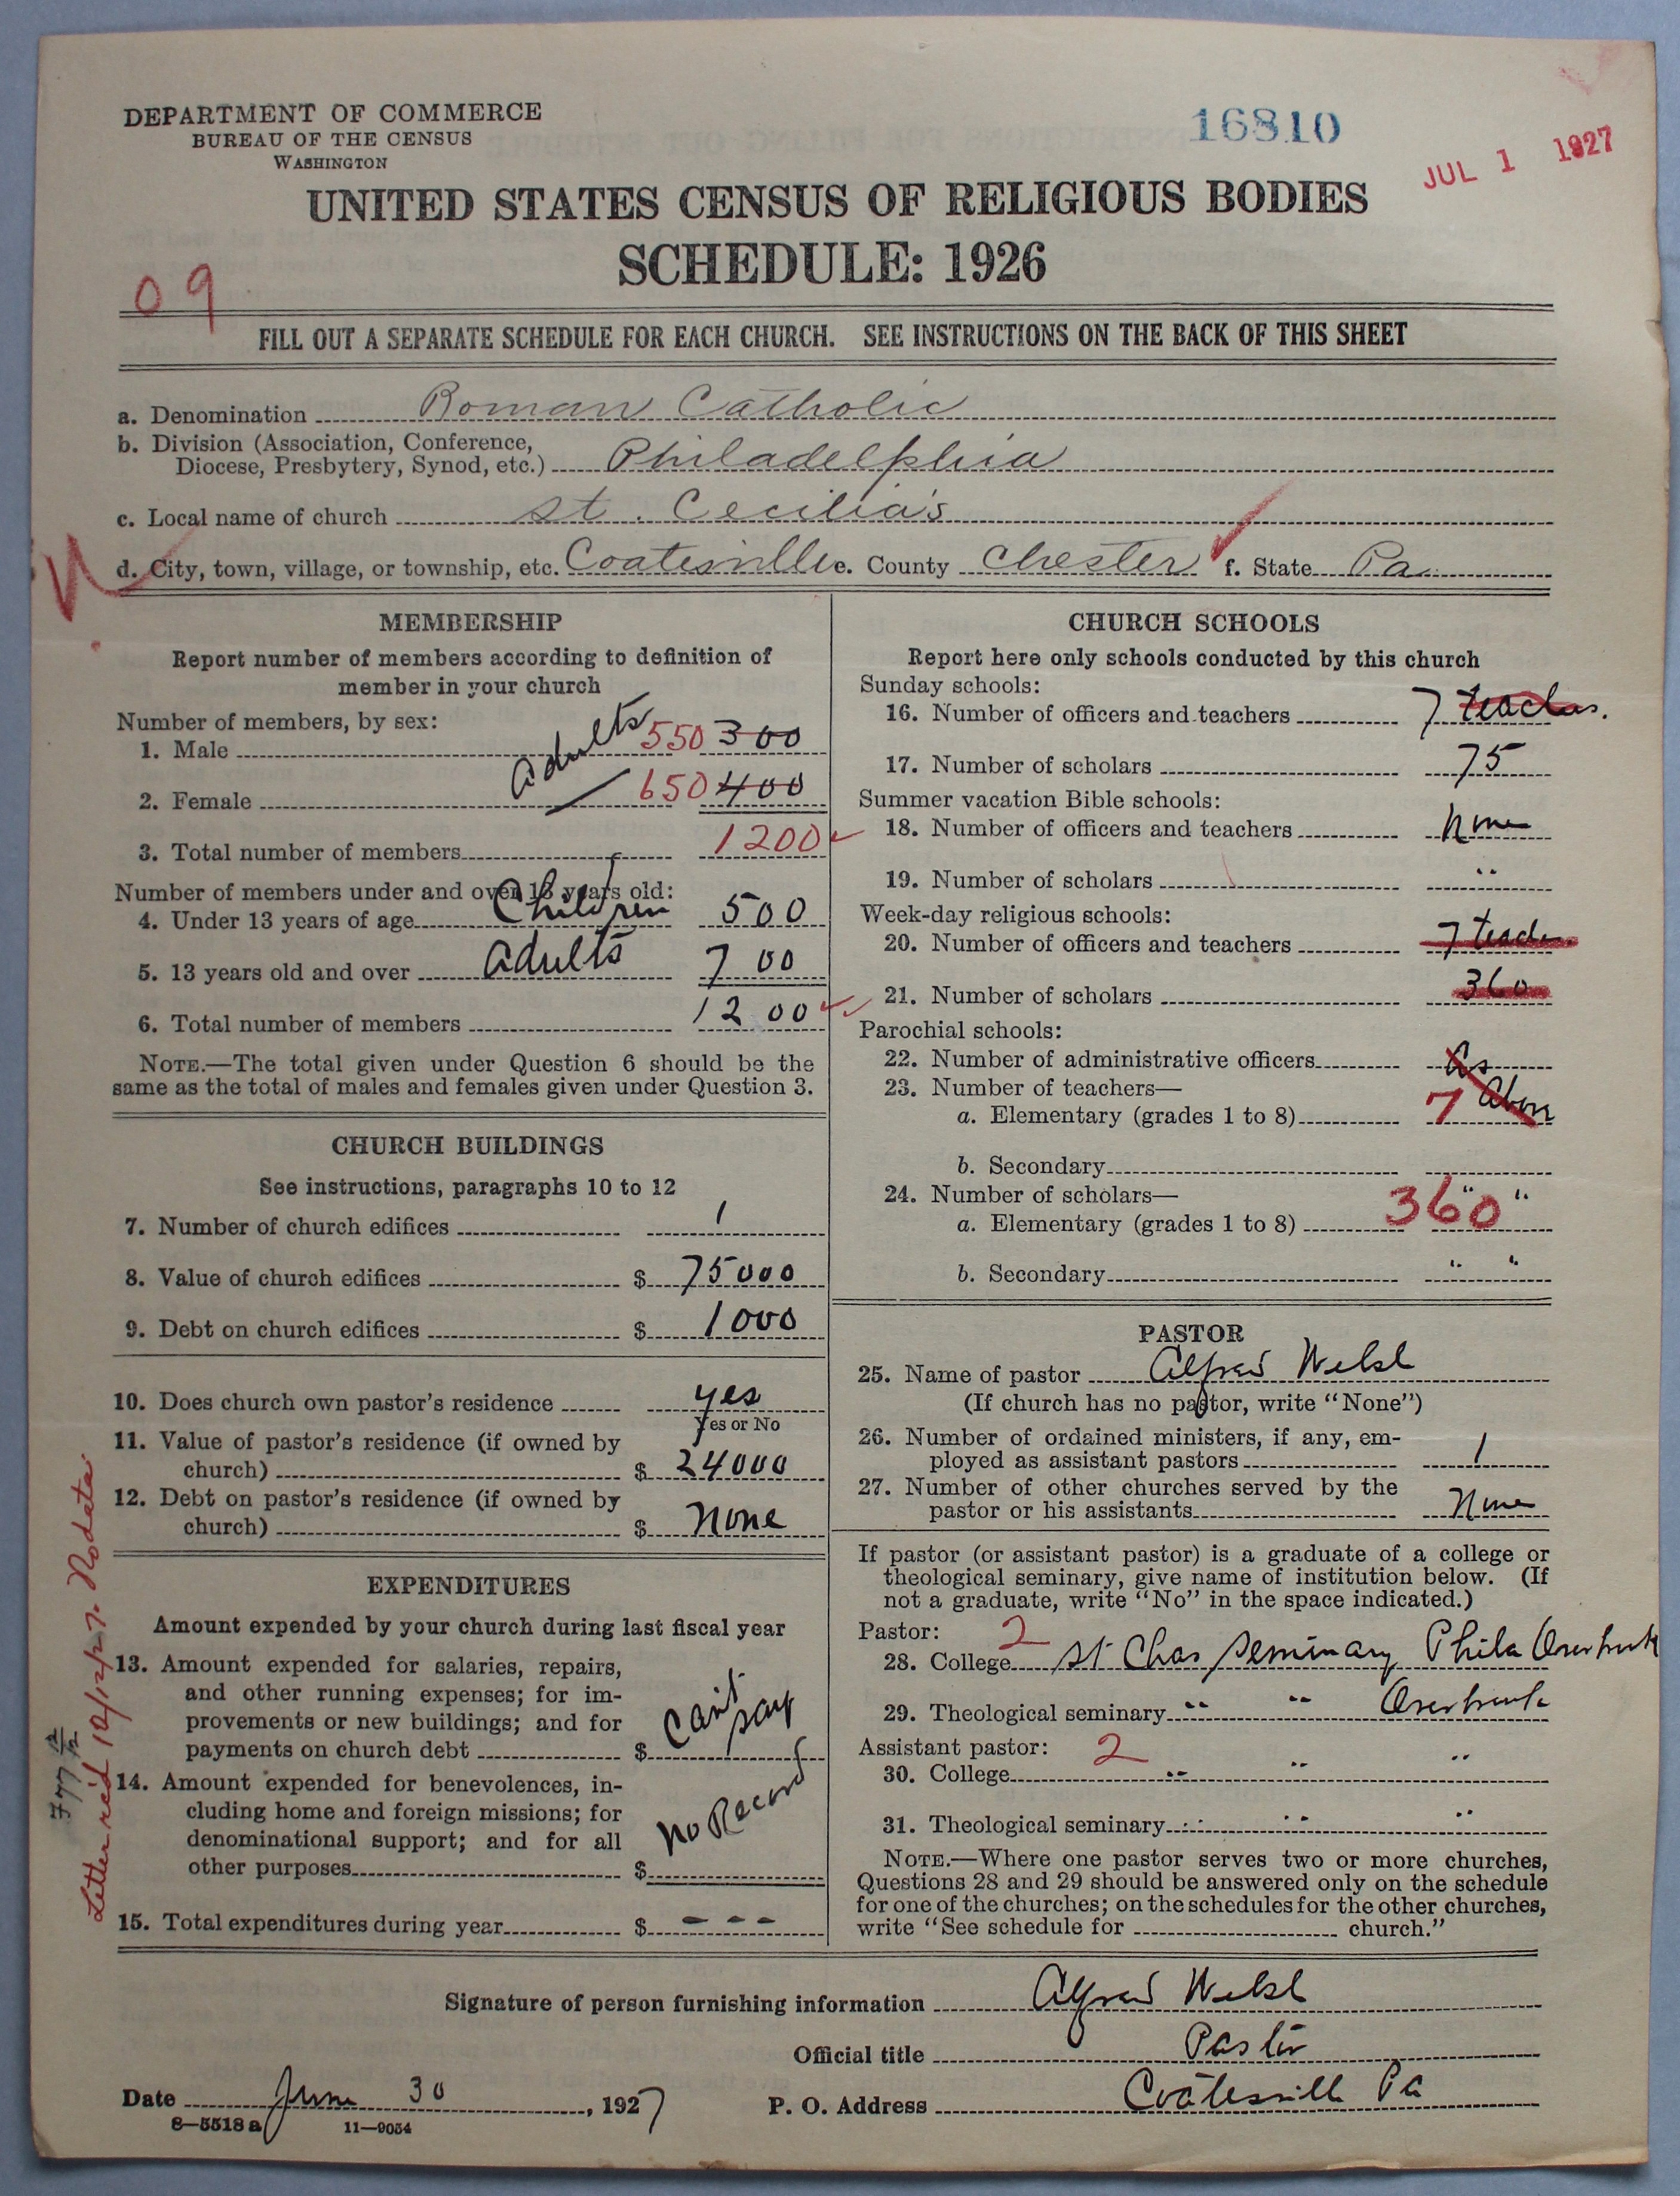 DEPARTMENT OF COMMERCE
BUREAU OF THE CENSUS
WASHINGTON
16810
JUL 1 1927
UNITED STATES CENSUS OF RELIGIOUS BODIES
SCHEDULE: 1926
09
FILL OUT A SEPARATE SCHEDULE FOR EACH CHURCH. SEE INSTRUCTIONS ON THE BACK OF THIS SHEET
a. Denomination Roman Catholic
b. Division (Association, Conference,
Diocese, Presbytery, Synod, etc.) Philadelphia
c. Local name of church St. Cecilia's
d. City, town, village, or township, etc. Coatesville e. County Chester f. State Pa.
MEMBERSHIP
Report number of members according to definition of
member in your church
Number of members, by sex:
1. Male adults 550 300
2. Female 650 400
3. Total number of members 1200
Number of members under and over 13 years old:
4. Under 13 years of age Children 500
5. 13 years old and over adults 700
6. Total number of members 1200
NOTE.—The total given under Question 6 should be the
same as the total of males and females given under Question 3.
CHURCH BUILDINGS
See instructions, paragraphs 10 to 12
7. Number of church edifices 1
8. Value of church edifices $ 75000
9. Debt on church edifices $ 1000
10. Does church own pastor's residence yes
Yes or No
11. Value of pastor's residence (if owned by
church) $ 24000
12. Debt on pastor's residence (if owned by
church) $ None
EXPENDITURES
Amount expended by your church during last fiscal year
13. Amount expended for salaries, repairs,
and other running expenses; for im-
provements or new buildings; and for
payments on church debt $ Can't say
14. Amount expended for benevolences, in-
cluding home and foreign missions; for
denominational support; and for all
other purposes $ No Record
15. Total expenditures during year $ - - -
Letter rec'd 10/12/27. No data
CHURCH SCHOOLS
Report here only schools conducted by this church
Sunday schools:
16. Number of officers and teachers 7 teachers.
17. Number of scholars 75
Summer vacation Bible schools:
18. Number of officers and teachers None
19. Number of scholars "
Week-day religious schools:
20. Number of officers and teachers 7 teach
21. Number of scholars 360
Parochial schools:
22. Number of administrative officers As
23. Number of teachers—
a. Elementary (grades 1 to 8) 7 Above
b. Secondary
24. Number of scholars—
a. Elementary (grades 1 to 8) 360 " "
b. Secondary " "
PASTOR
25. Name of pastor Alfred Welsh
(If church has no pastor, write "None")
26. Number of ordained ministers, if any, em-
ployed as assistant pastors 1
27. Number of other churches served by the
pastor or his assistants None
If pastor (or assistant pastor) is a graduate of a college or
theological seminary, give name of institution below. (If
not a graduate, write "No" in the space indicated.)
Pastor: 2
28. College St Chas Seminary Phila Overbrook
29. Theological seminary " " Overbrook
Assistant pastor: 2
30. College " " "
31. Theological seminary " " "
NOTE.—Where one pastor serves two or more churches,
Questions 28 and 29 should be answered only on the schedule
for one of the churches; on the schedules for the other churches,
write "See schedule for church."
Signature of person furnishing information Alfred Welsh
Official title Pastor
Date June 30, 1927 P. O. Address Coatesville Pa
8—5518a 11—9054